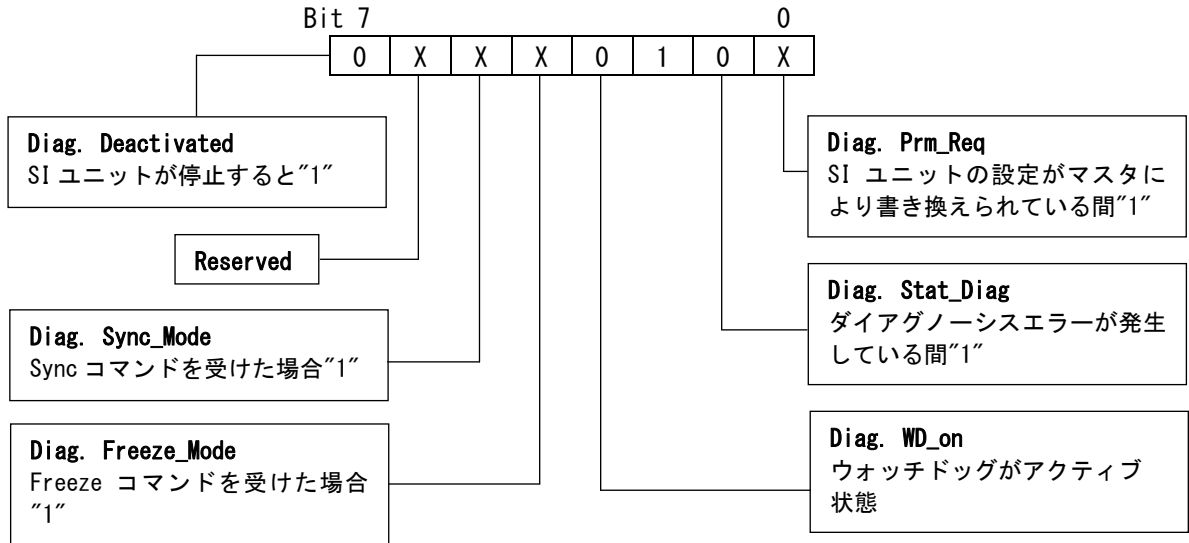 Bit 7 0
0 X X X 0 1 0 X
Diag. Deactivated
SI ユニットが停止すると"1"
Reserved
Diag. Sync_Mode
Sync コマンドを受けた場合"1"
Diag. Freeze_Mode
Freeze コマンドを受けた場合
"1"
Diag. Prm_Req
SI ユニットの設定がマスタに
より書き換えられている間"1"
Diag. Stat_Diag
ダイアグノーシスエラーが発生
している間"1"
Diag. WD_on
ウォッチドッグがアクティブ
状態